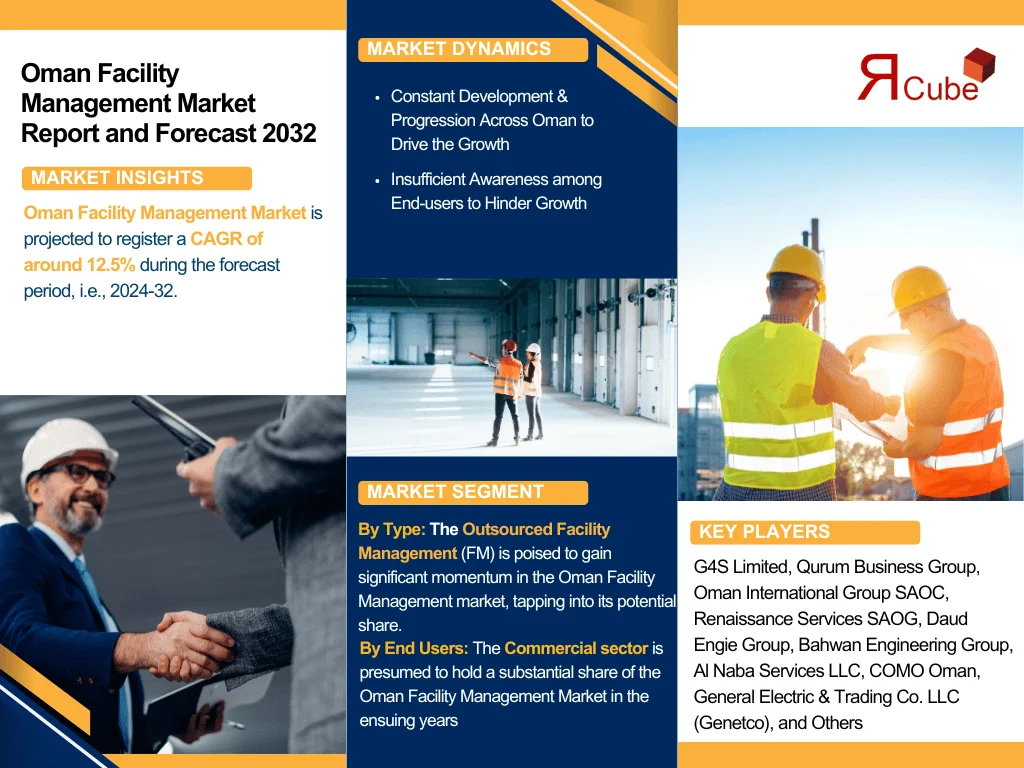 Oman Facility
Management Market
Report and Forecast 2032
MARKET INSIGHTS
Oman Facility Management Market is
projected to register a CAGR of
around 12.5% during the forecast
period, i.e., 2024-32.
MARKET DYNAMICS
• Constant Development &
Progression Across Oman to
Drive the Growth
• Insufficient Awareness among
End-users to Hinder Growth
MARKET SEGMENT
By Type: The Outsourced Facility
Management (FM) is poised to gain
significant momentum in the Oman Facility
Management market, tapping into its potential
share.
By End Users: The Commercial sector is
presumed to hold a substantial share of the
Oman Facility Management Market in the
ensuing years
ЯCube
KEY PLAYERS
G4S Limited, Qurum Business Group,
Oman International Group SAOC,
Renaissance Services SAOG, Daud
Engie Group, Bahwan Engineering Group,
Al Naba Services LLC, COMO Oman,
General Electric & Trading Co. LLC
(Genetco), and Others